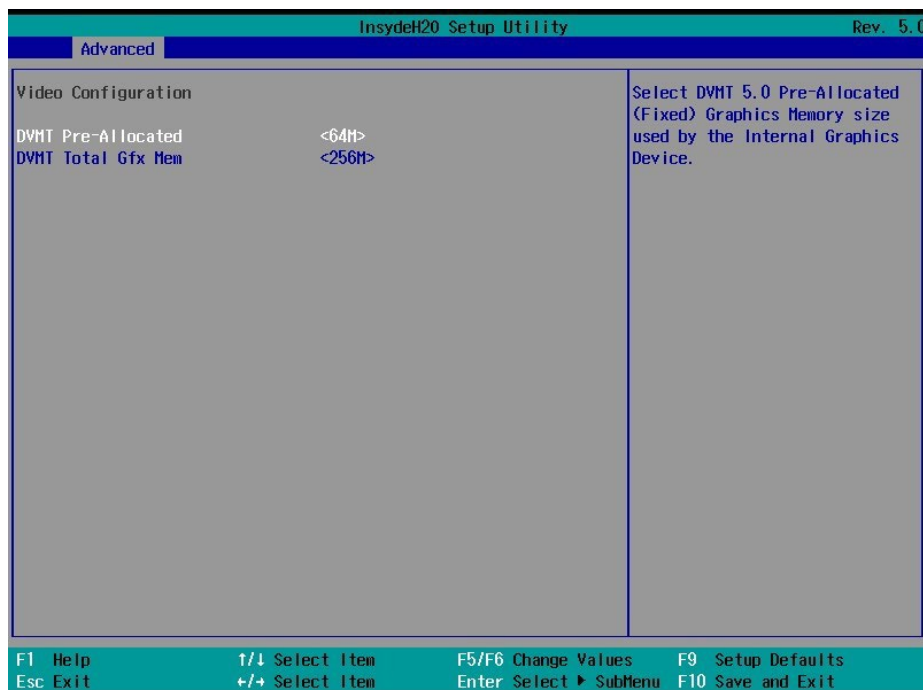 InsydeH20 Setup Utility Rev. 5.0
Advanced
Video Configuration
DVMT Pre-Allocated <64M>
DVMT Total Gfx Mem <256M>
Select DVMT 5.0 Pre-Allocated
(Fixed) Graphics Memory size
used by the Internal Graphics
Device.
F1 Help ↑/↓ Select Item F5/F6 Change Values F9 Setup Defaults
Esc Exit ←/→ Select Item Enter Select ▶ SubMenu F10 Save and Exit